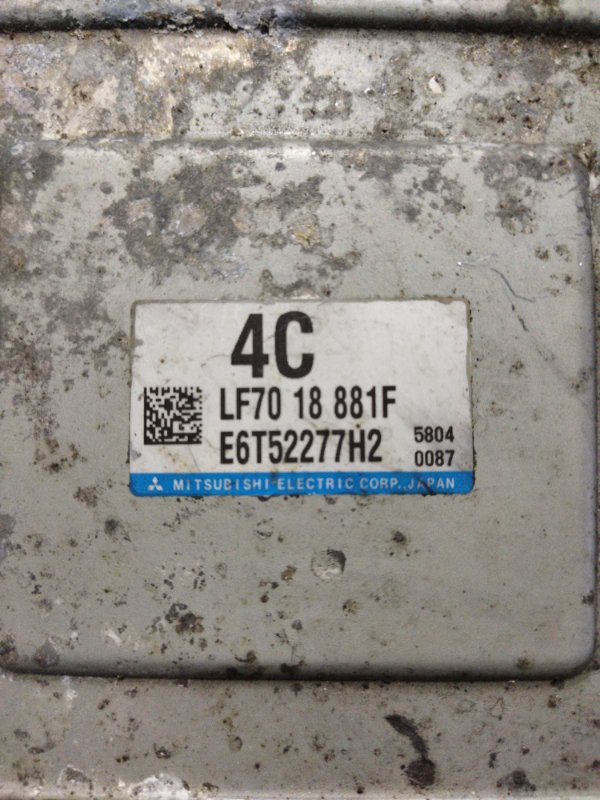 4C
LF70 18 881F
E6T52277H2
5804
0087
MITSUBISHI ELECTRIC CORP., JAPAN